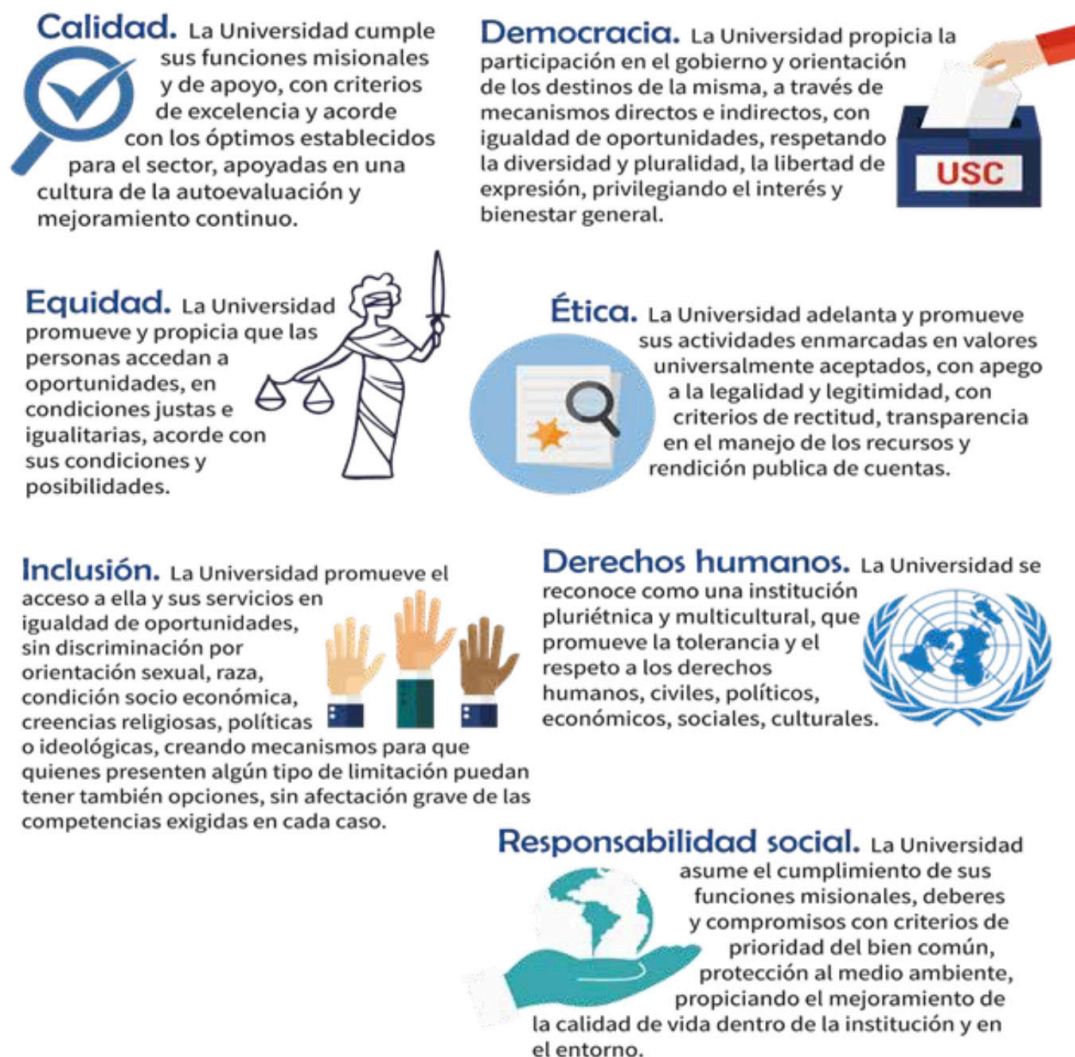 Calidad. La Universidad cumple
sus funciones misionales
y de apoyo, con criterios
de excelencia y acorde
con los óptimos establecidos
para el sector, apoyadas en una
cultura de la autoevaluación y
mejoramiento continuo.
Democracia. La Universidad propicia la
participación en el gobierno y orientación
de los destinos de la misma, a través de
mecanismos directos e indirectos, con
igualdad de oportunidades, respetando
la diversidad y pluralidad, la libertad de
expresión, privilegiando el interés y
bienestar general.
USC
Equidad. La Universidad
promueve y propicia que las
personas accedan a
oportunidades, en
condiciones justas e
igualitarias, acorde con
sus condiciones y
posibilidades.
Ética. La Universidad adelanta y promueve
sus actividades enmarcadas en valores
universalmente aceptados, con apego
a la legalidad y legitimidad, con
criterios de rectitud, transparencia
en el manejo de los recursos y
rendición publica de cuentas.
Inclusión. La Universidad promueve el
acceso a ella y sus servicios en
igualdad de oportunidades,
sin discriminación por
orientación sexual, raza,
condición socio económica,
creencias religiosas, políticas
o ideológicas, creando mecanismos para que
quienes presenten algún tipo de limitación puedan
tener también opciones, sin afectación grave de las
competencias exigidas en cada caso.
Derechos humanos. La Universidad se
reconoce como una institución
pluriétnica y multicultural, que
promueve la tolerancia y el
respeto a los derechos
humanos, civiles, políticos,
económicos, sociales, culturales.
Responsabilidad social. La Universidad
asume el cumplimiento de sus
funciones misionales, deberes
y compromisos con criterios de
prioridad del bien común,
protección al medio ambiente,
propiciando el mejoramiento de
la calidad de vida dentro de la institución y en
el entorno.